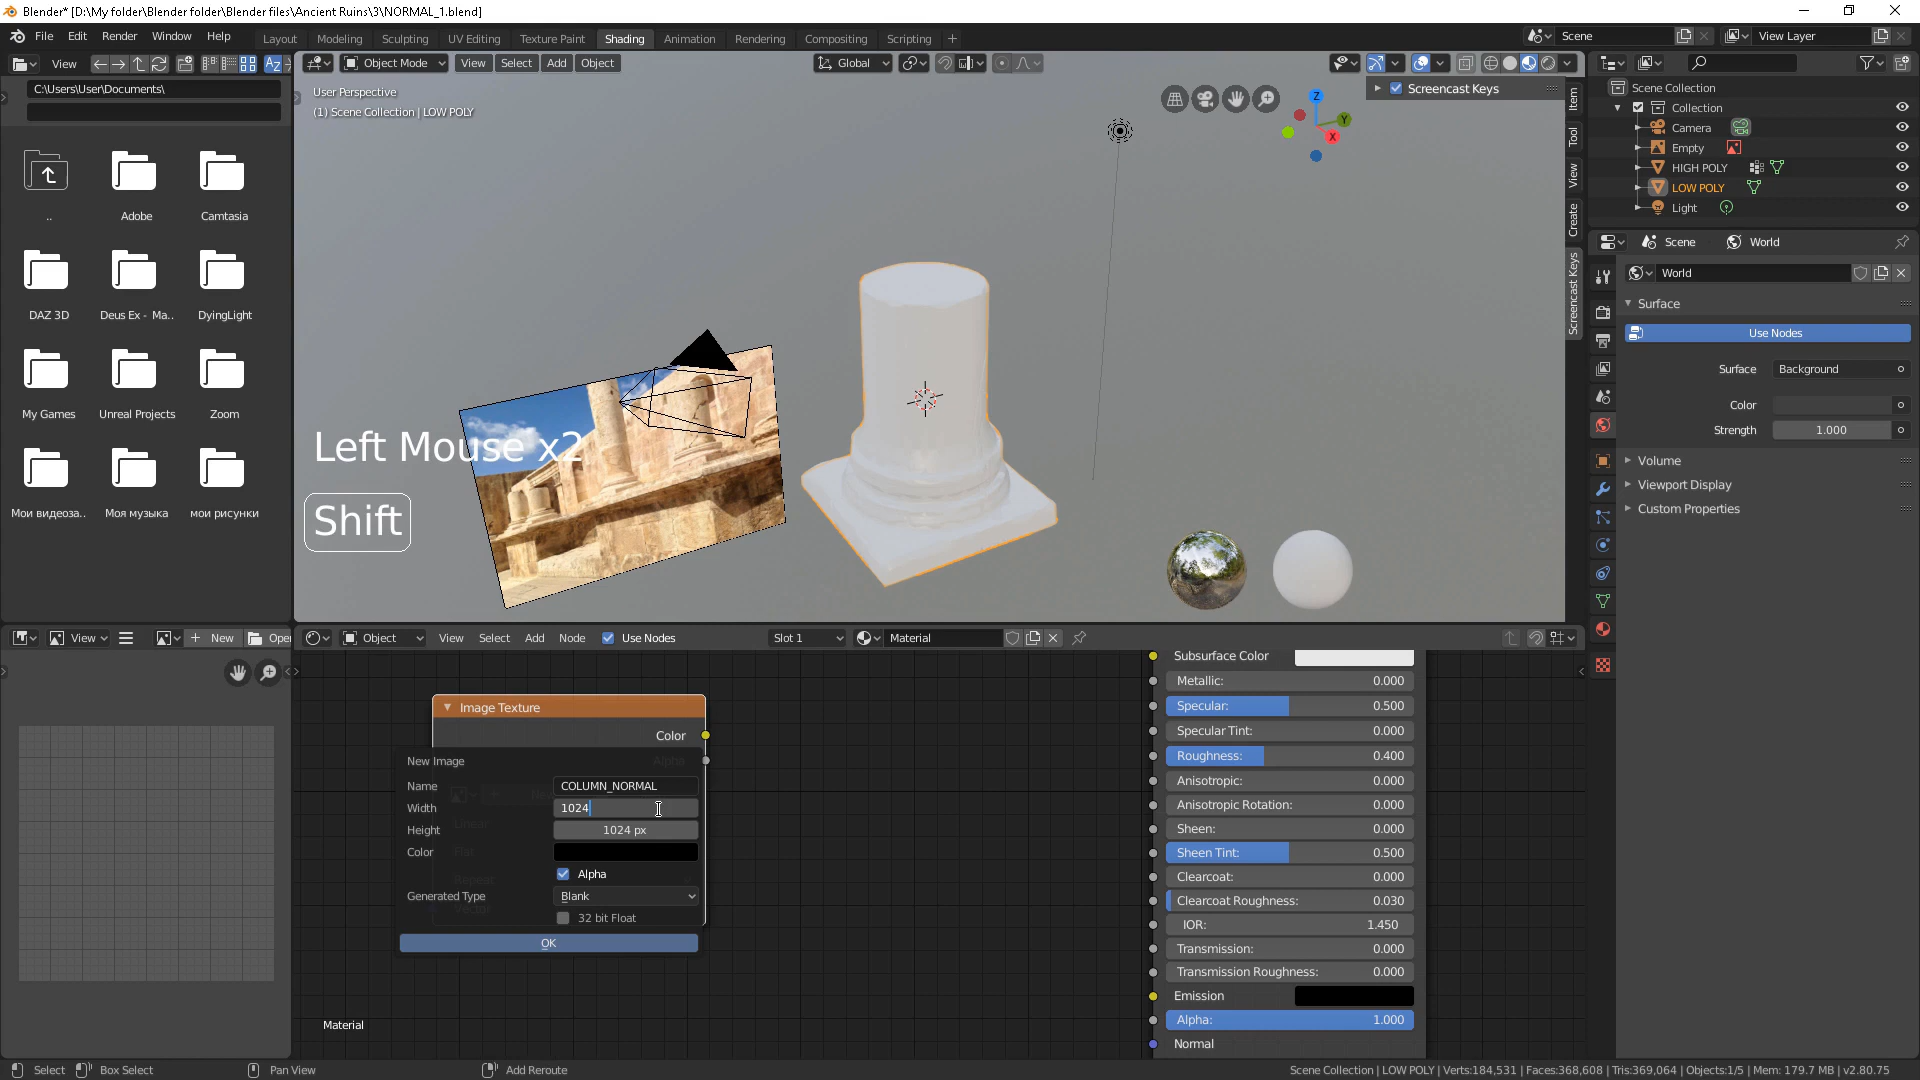 Blender* [D:\My folder\Blender folder\Blender files\Ancient Ruins\3\NORMAL_1.blend]
File Edit Render Window Help
Layout Modeling Sculpting UV Editing Texture Paint Shading Animation Rendering Compositing Scripting
Scene
View Layer
View
C:\Users\User\Documents\
..
Adobe
Camtasia
DAZ 3D
Deus Ex - Ma..
DyingLight
My Games
Unreal Projects
Zoom
Мои видеоза..
Моя музыка
мои рисунки
Object Mode View Select Add Object
Global
User Perspective
(1) Scene Collection | LOW POLY
Screencast Keys
Z
Y
X
Item
Tool
View
Create
Screencast Keys
Left Mouse x2
Shift
Scene Collection
Collection
Camera
Empty
HIGH POLY
LOW POLY
Light
Scene World
World
Surface
Use Nodes
Surface Background
Color
Strength 1.000
Volume
Viewport Display
Custom Properties
View
New
Open
Object View Select Add Node Use Nodes
Slot 1
Material
Image Texture
Color
Alpha
New Image
Name COLUMN_NORMAL
Width 1024
Height 1024 px
Color
Alpha
Generated Type Blank
32 bit Float
OK
Linear
Flat
Repeat
Vector
Subsurface Color
Metallic: 0.000
Specular: 0.500
Specular Tint: 0.000
Roughness: 0.400
Anisotropic: 0.000
Anisotropic Rotation: 0.000
Sheen: 0.000
Sheen Tint: 0.500
Clearcoat: 0.000
Clearcoat Roughness: 0.030
IOR: 1.450
Transmission: 0.000
Transmission Roughness: 0.000
Emission
Alpha: 1.000
Normal
Material
Select
Box Select
Pan View
Add Reroute
Scene Collection | LOW POLY | Verts:184,531 | Faces:368,608 | Tris:369,064 | Objects:1/5 | Mem: 179.7 MB | v2.80.75